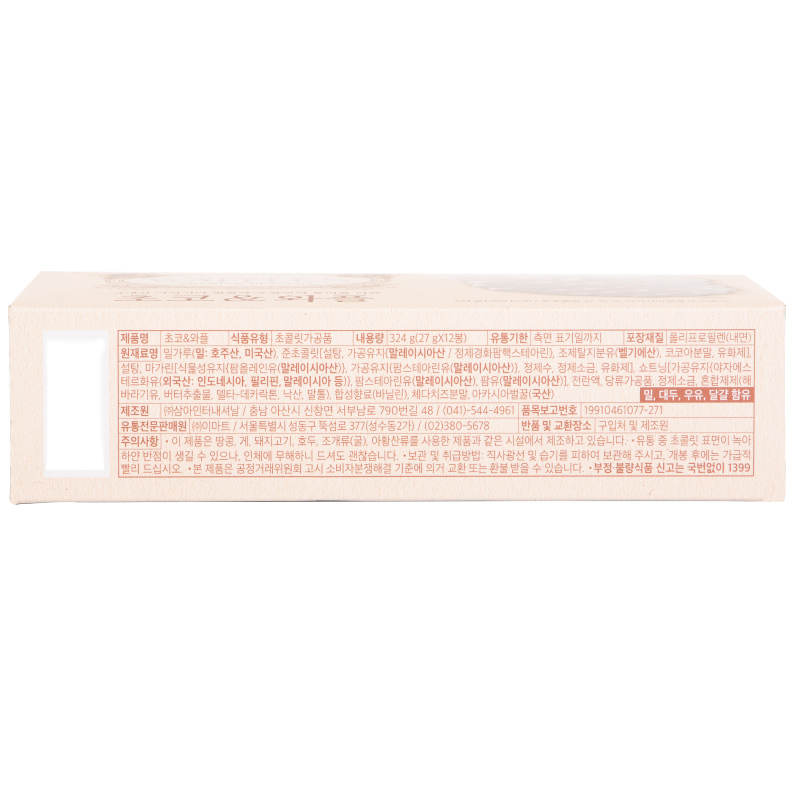 제품명 초코&와플 식품유형 초콜릿가공품 내용량 324 g(27 gX12봉) 유통기한 측면 표기일까지 포장재질 폴리프로필렌(내면)
원재료명 밀가루(밀: 호주산, 미국산), 준초콜릿[설탕, 가공유지(말레이시아산 / 정제경화팜핵스테아린), 조제탈지분유(벨기에산), 코코아분말, 유화제],
설탕, 마가린[식물성유지{팜올레인유(말레이시아산)}, 가공유지{팜스테아린유(말레이시아산)}, 정제수, 정제소금, 유화제], 쇼트닝[가공유지{야자에스
테르화유(외국산: 인도네시아, 필리핀, 말레이시아 등)}, 팜스테아린유(말레이시아산), 팜유(말레이시아산)], 전란액, 당류가공품, 정제소금, 혼합제제(해
바라기유, 버터추출물, 델타-데카락톤, 낙산, 말톨), 합성향료(바닐린), 체다치즈분말, 아카시아벌꿀(국산) 밀, 대두, 우유, 달걀 함유
제조원 ㈜삼아인터내셔날 / 충남 아산시 신창면 서부남로 790번길 48 / (041)-544-4961 품목보고번호 19910461077-271
유통전문판매원 ㈜이마트 / 서울특별시 성동구 뚝섬로 377(성수동2가) / (02)380-5678 반품 및 교환장소 구입처 및 제조원
주의사항 • 이 제품은 땅콩, 게, 돼지고기, 호두, 조개류(굴), 아황산류를 사용한 제품과 같은 시설에서 제조하고 있습니다. • 유통 중 초콜릿 표면이 녹아
하얀 반점이 생길 수 있으나, 인체에 무해하니 드셔도 괜찮습니다. • 보관 및 취급방법: 직사광선 및 습기를 피하여 보관해 주시고, 개봉 후에는 가급적
빨리 드십시오. • 본 제품은 공정거래위원회 고시 소비자분쟁해결 기준에 의거 교환 또는 환불 받을 수 있습니다. • 부정·불량식품 신고는 국번없이 1399